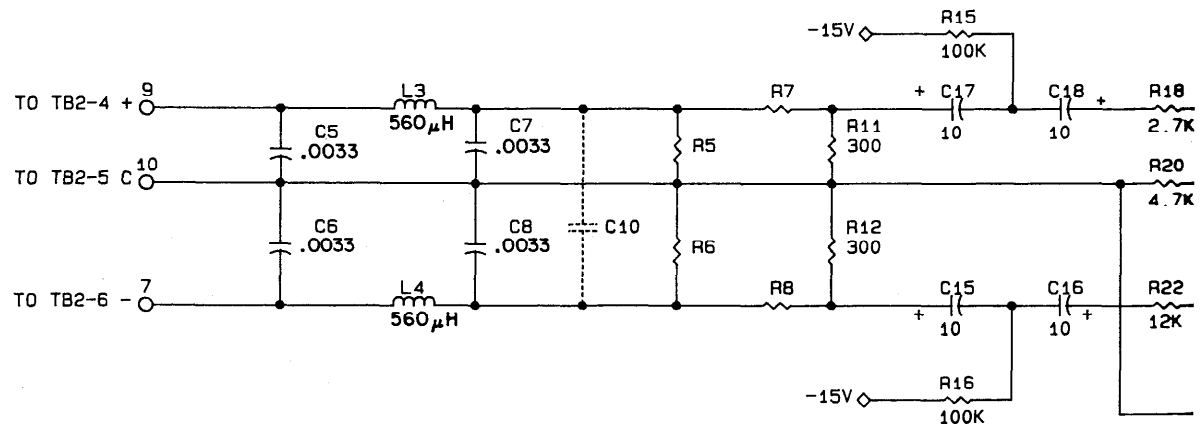 R15
-15V
100K
9
L3
R7
+ C17
C18 +
R18
TO TB2-4 +
560μH
10
10
2.7K
C5
.0033
C7
.0033
R5
R11
300
10
TO TB2-5 C
R20
4.7K
C6
.0033
C8
.0033
C10
R6
R12
300
7
L4
R8
C15
C16
R22
TO TB2-6 -
560μH
+
10
10
+
12K
R16
-15V
100K